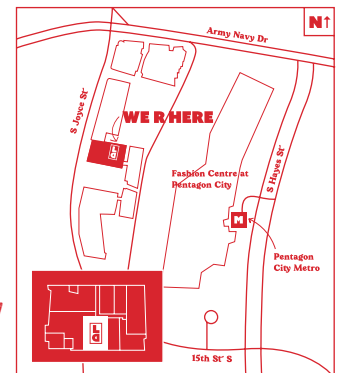 N↑
Army Navy Dr
S Joyce St
WE R HERE
Fashion Centre at
Pentagon City
S Hayes St
M
Pentagon
City Metro
15th St S